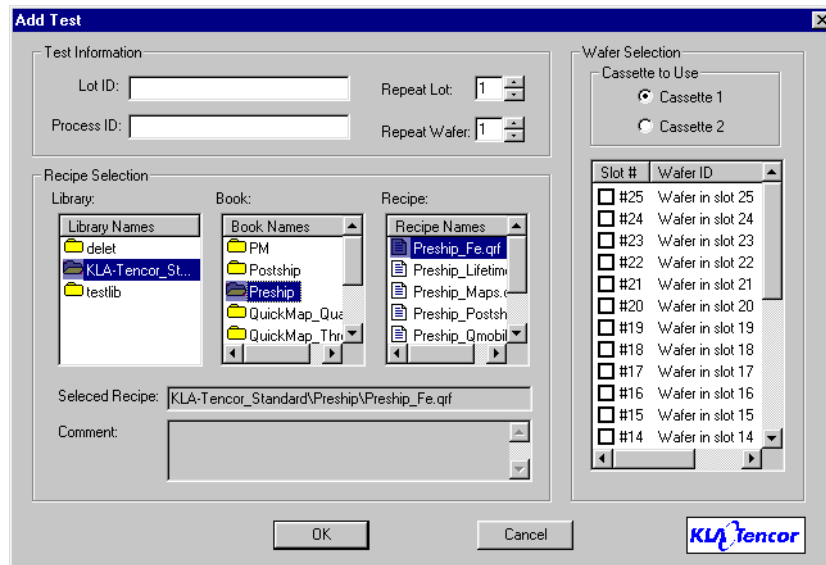 Add Test
Test Information
Lot ID:
Repeat Lot: 1
Process ID:
Repeat Wafer: 1
Recipe Selection
Library:
Book:
Recipe:
Library Names
delet
KLA-Tencor_St...
testlib
Book Names
PM
Postship
Preship
QuickMap_Qua
QuickMap_Thr
Recipe Names
Preship_Fe.qrf
Preship_Lifetim
Preship_Maps.
Preship_Postsh
Preship_Qmobil
Seleced Recipe: KLA-Tencor_Standard\Preship\Preship_Fe.qrf
Comment:
Wafer Selection
Cassette to Use
Cassette 1
Cassette 2
Slot # Wafer ID
#25 Wafer in slot 25
#24 Wafer in slot 24
#23 Wafer in slot 23
#22 Wafer in slot 22
#21 Wafer in slot 21
#20 Wafer in slot 20
#19 Wafer in slot 19
#18 Wafer in slot 18
#17 Wafer in slot 17
#16 Wafer in slot 16
#15 Wafer in slot 15
#14 Wafer in slot 14
OK
Cancel
KLA Tencor